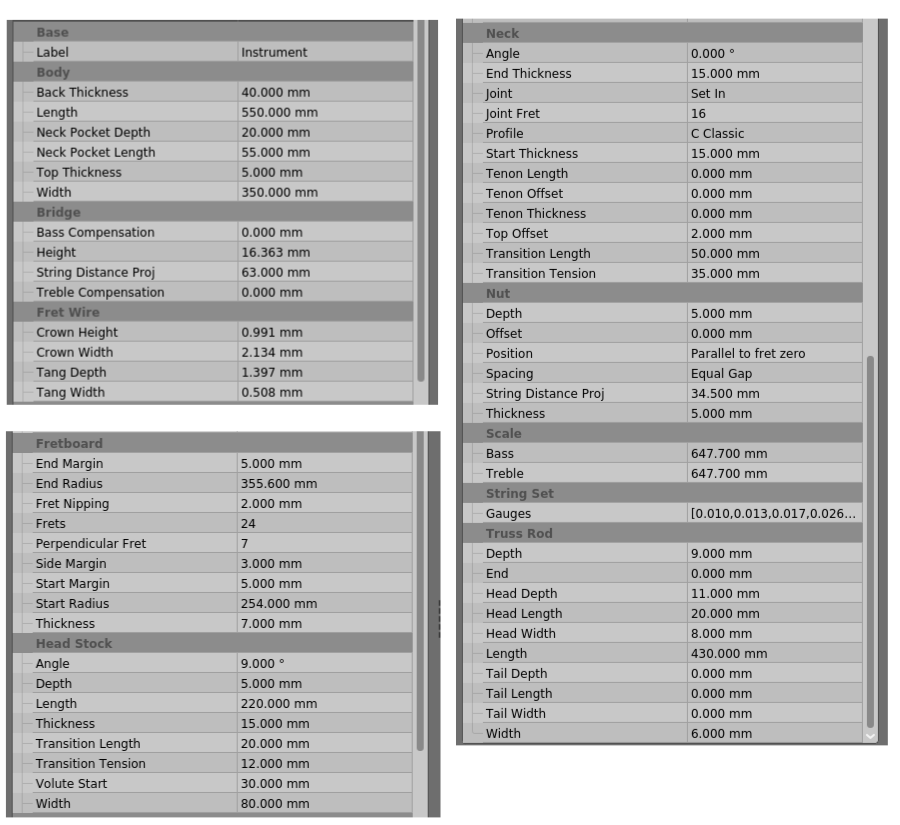 Base
Label Instrument
Body
Back Thickness 40.000 mm
Length 550.000 mm
Neck Pocket Depth 20.000 mm
Neck Pocket Length 55.000 mm
Top Thickness 5.000 mm
Width 350.000 mm
Bridge
Bass Compensation 0.000 mm
Height 16.363 mm
String Distance Proj 63.000 mm
Treble Compensation 0.000 mm
Fret Wire
Crown Height 0.991 mm
Crown Width 2.134 mm
Tang Depth 1.397 mm
Tang Width 0.508 mm
Fretboard
End Margin 5.000 mm
End Radius 355.600 mm
Fret Nipping 2.000 mm
Frets 24
Perpendicular Fret 7
Side Margin 3.000 mm
Start Margin 5.000 mm
Start Radius 254.000 mm
Thickness 7.000 mm
Head Stock
Angle 9.000 °
Depth 5.000 mm
Length 220.000 mm
Thickness 15.000 mm
Transition Length 20.000 mm
Transition Tension 12.000 mm
Volute Start 30.000 mm
Width 80.000 mm
Neck
Angle 0.000 °
End Thickness 15.000 mm
Joint Set In
Joint Fret 16
Profile C Classic
Start Thickness 15.000 mm
Tenon Length 0.000 mm
Tenon Offset 0.000 mm
Tenon Thickness 0.000 mm
Top Offset 2.000 mm
Transition Length 50.000 mm
Transition Tension 35.000 mm
Nut
Depth 5.000 mm
Offset 0.000 mm
Position Parallel to fret zero
Spacing Equal Gap
String Distance Proj 34.500 mm
Thickness 5.000 mm
Scale
Bass 647.700 mm
Treble 647.700 mm
String Set
Gauges [0.010,0.013,0.017,0.026...
Truss Rod
Depth 9.000 mm
End 0.000 mm
Head Depth 11.000 mm
Head Length 20.000 mm
Head Width 8.000 mm
Length 430.000 mm
Tail Depth 0.000 mm
Tail Length 0.000 mm
Tail Width 0.000 mm
Width 6.000 mm